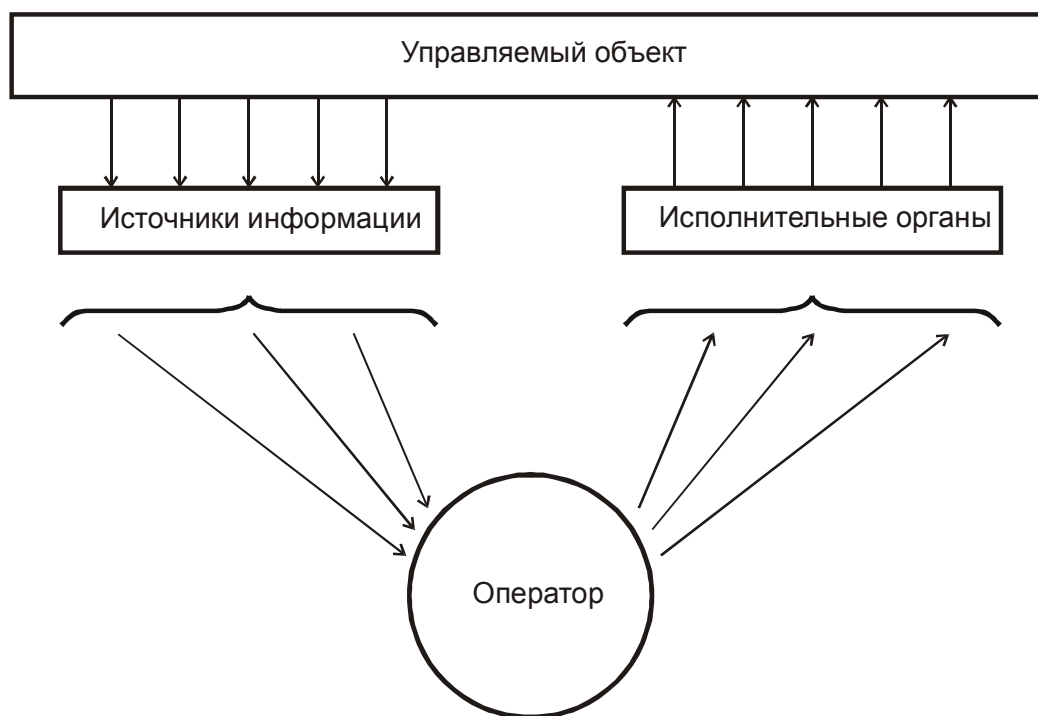 Управляемый объект
Источники информации
Исполнительные органы
Оператор